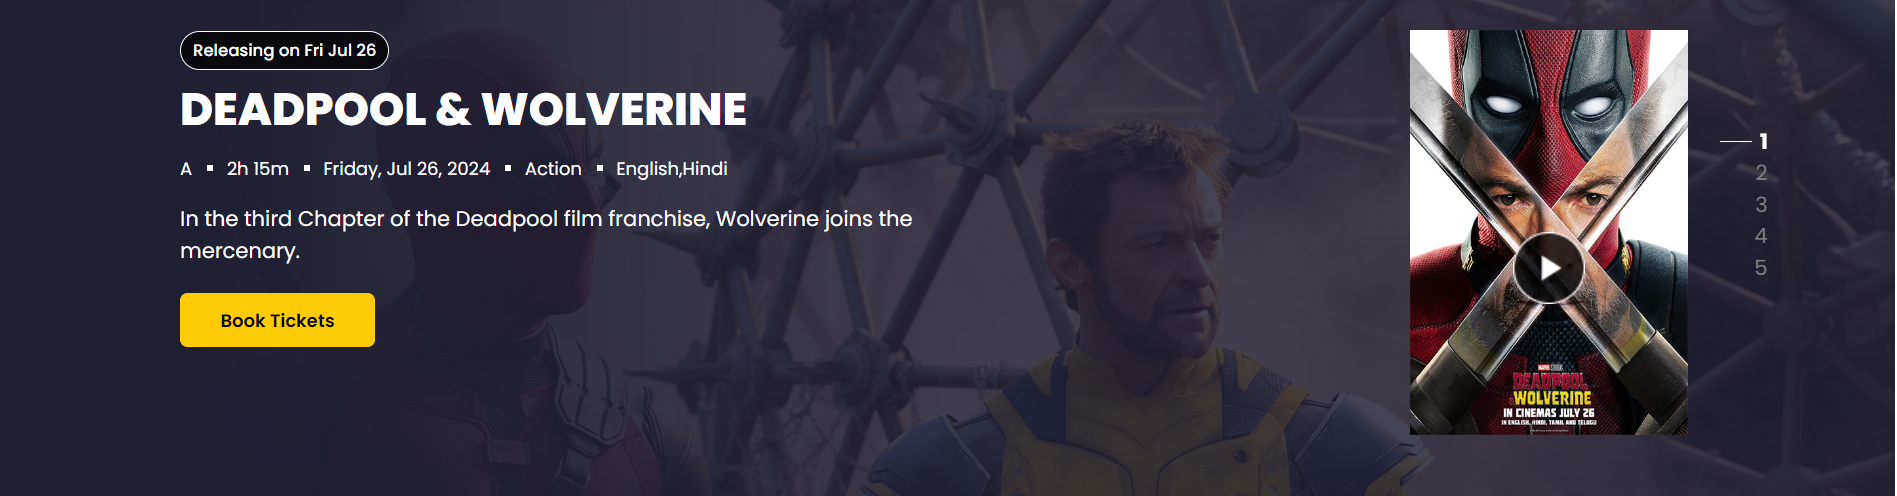 Releasing on Fri Jul 26
DEADPOOL & WOLVERINE
A ▪ 2h 15m ▪ Friday, Jul 26, 2024 ▪ Action ▪ English,Hindi
In the third Chapter of the Deadpool film franchise, Wolverine joins the
mercenary.
Book Tickets
MARVEL STUDIOS
DEADPOOL
& WOLVERINE
IN CINEMAS JULY 26
IN ENGLISH, HINDI, TAMIL AND TELUGU
1
2
3
4
5